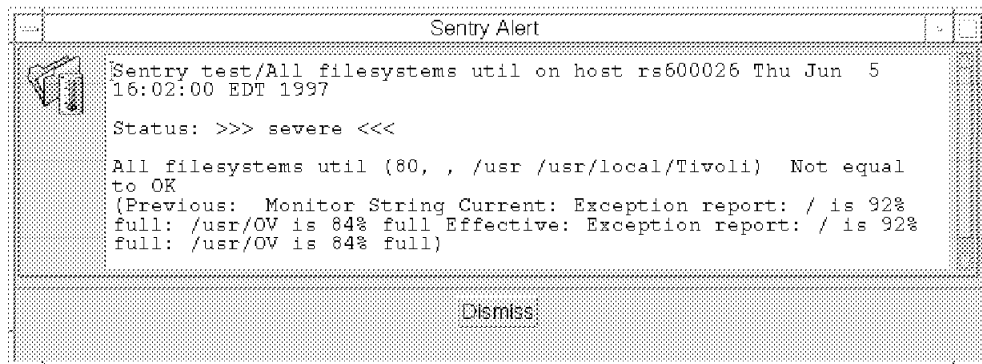 Sentry Alert
Sentry test/All filesystems util on host rs600026 Thu Jun  5
16:02:00 EDT 1997
Status: >>> severe <<<
All filesystems util (80, , /usr /usr/local/Tivoli)  Not equal
to OK
(Previous:  Monitor String Current: Exception report: / is 92%
full: /usr/OV is 84% full Effective: Exception report: / is 92%
full: /usr/OV is 84% full)
Dismiss